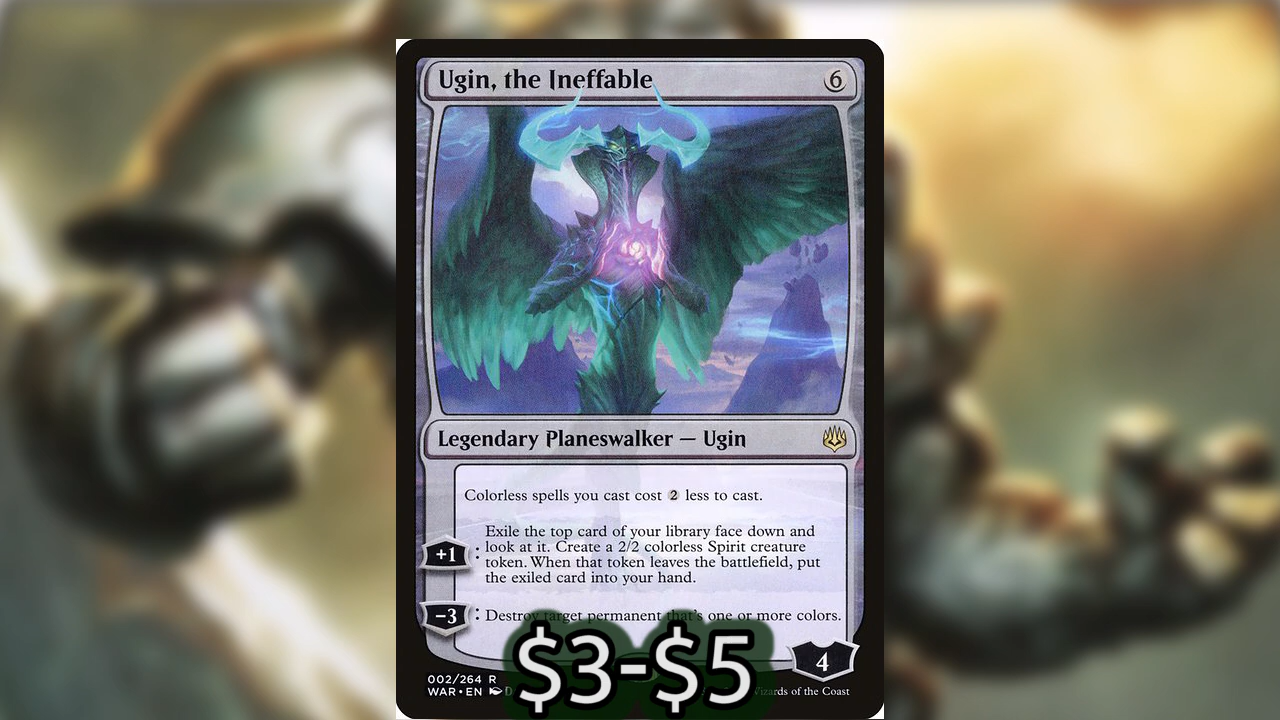 Ugin, the Ineffable 6
Legendary Planeswalker — Ugin
Colorless spells you cast cost 2 less to cast.
Exile the top card of your library face down and
look at it. Create a 2/2 colorless Spirit creature
+1 : token. When that token leaves the battlefield, put
the exiled card into your hand.
−3 : Destroy target permanent that's one or more colors.
$3-$5
4
002/264 R
WAR • EN
Wizards of the Coast